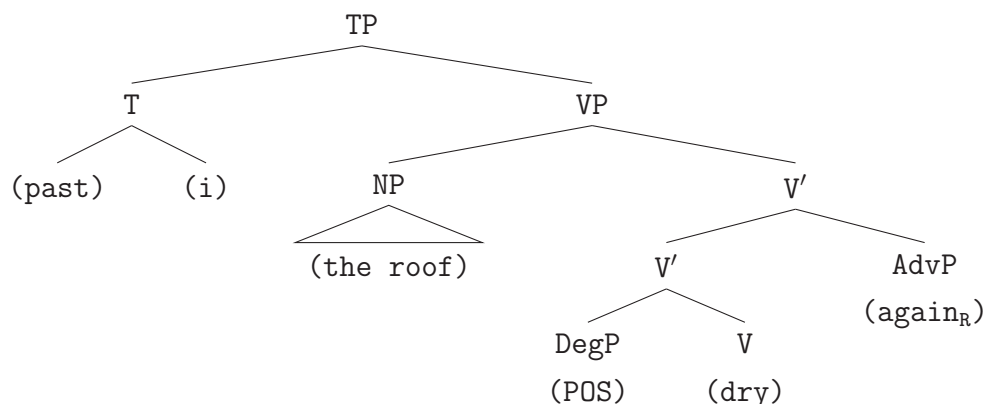 TP
T VP
(past) (i) NP V′
(the roof) V′ AdvP
(again_R)
DegP V
(POS) (dry)